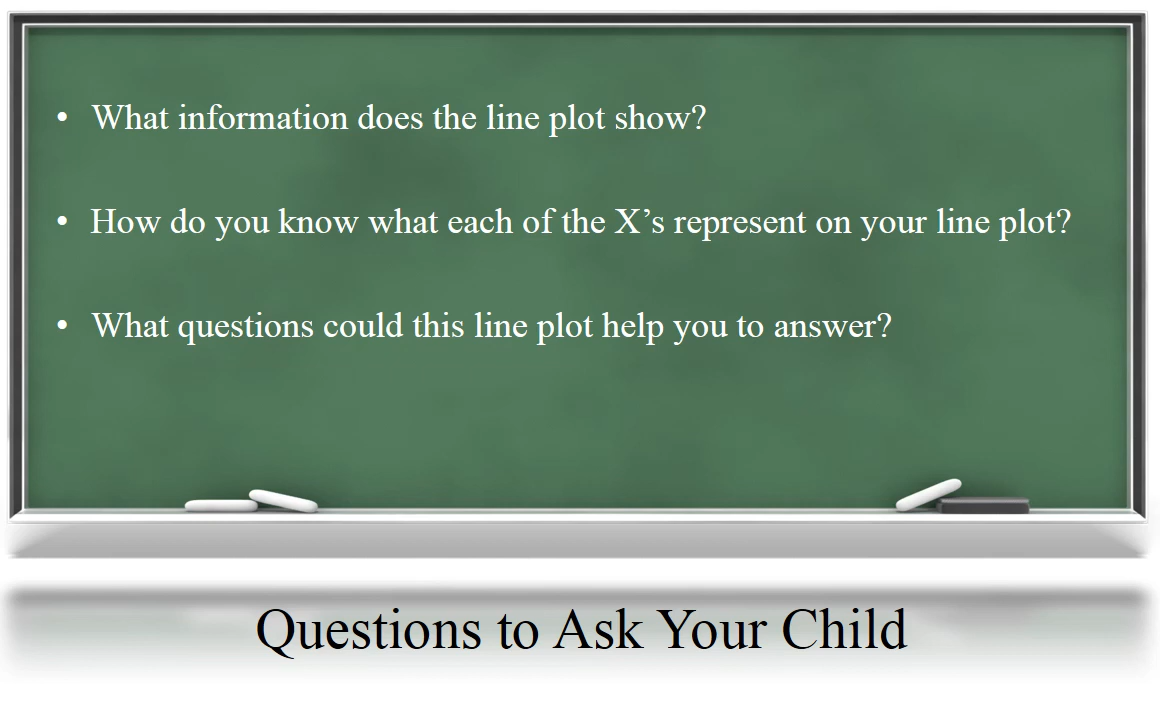 • What information does the line plot show?
• How do you know what each of the X’s represent on your line plot?
• What questions could this line plot help you to answer?
Questions to Ask Your Child